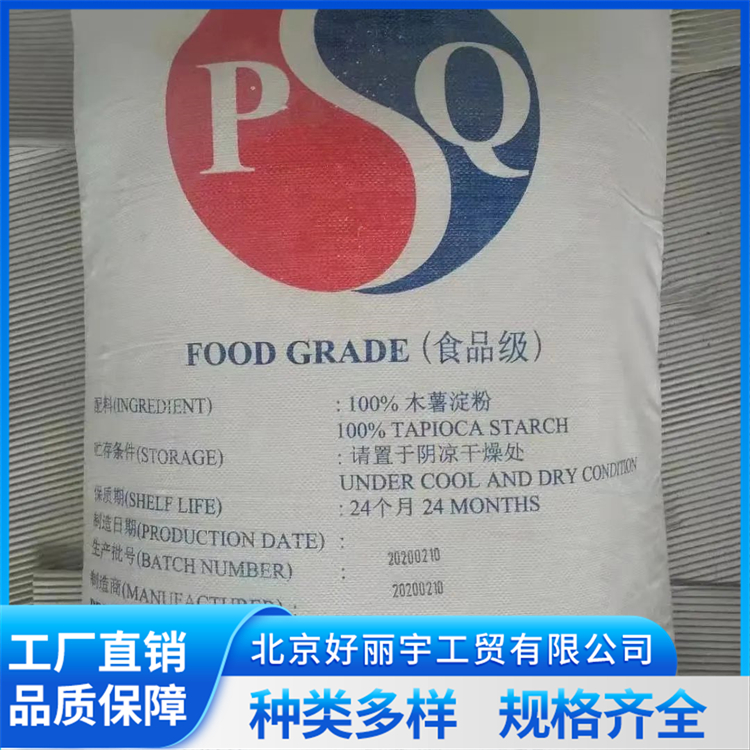 PSQ
FOOD GRADE (食品级)
配料(INGREDIENT) : 100% 木薯淀粉
100% TAPIOCA STARCH
贮存条件(STORAGE) : 请置于阴凉干燥处
UNDER COOL AND DRY CONDITION
保质期(SHELF LIFE) : 24个月 24 MONTHS
制造日期(PRODUCTION DATE) : 20200210
生产批号(BATCH NUMBER) : 20200210
制造商(MANUFACTURER) :
工厂直销
品质保障
北京好丽宇工贸有限公司
种类多样 规格齐全